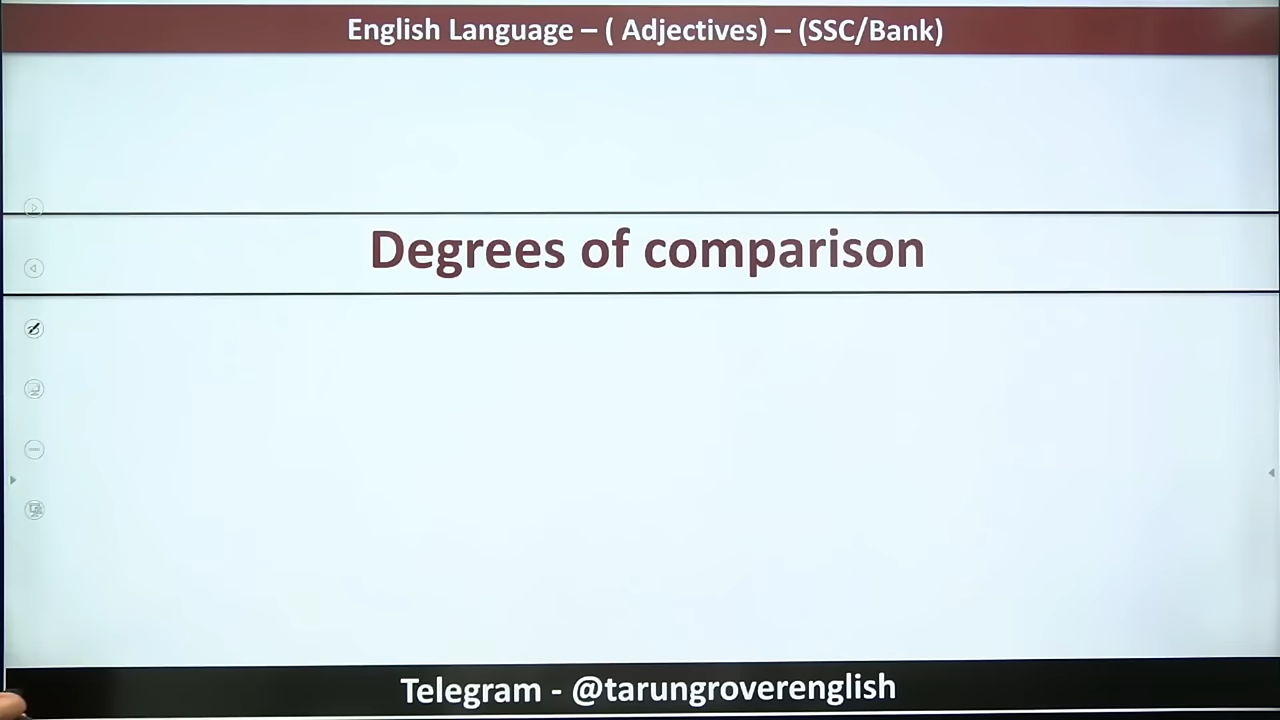 English Language – ( Adjectives) – (SSC/Bank)
Degrees of comparison
Telegram - @tarungroverenglish